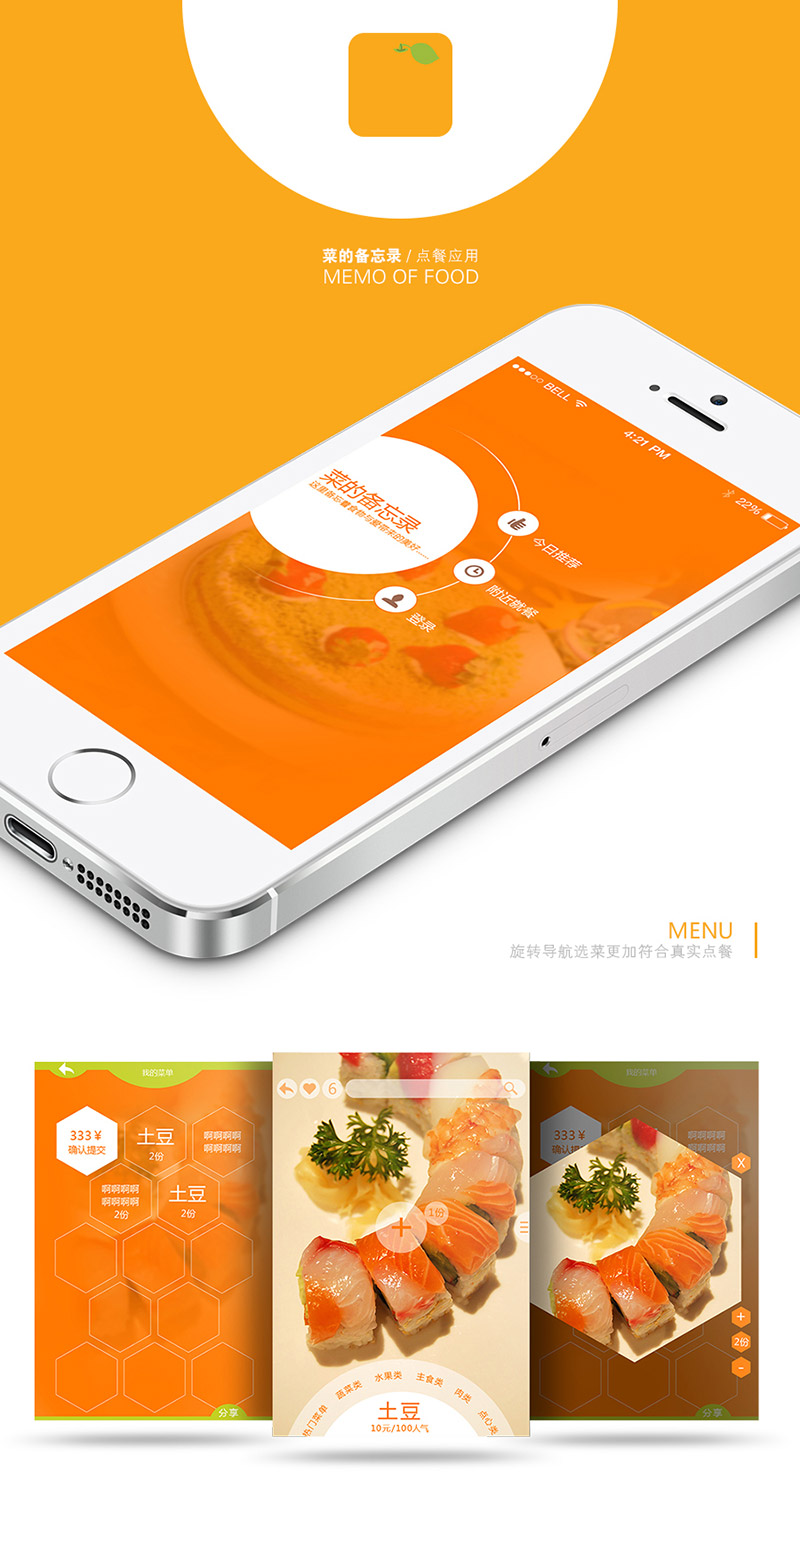 菜的备忘录 / 点餐应用
MEMO OF FOOD
BELL
4:21 PM
22%
菜的备忘录
这里备忘着食物与爱带来的美好……
今日推荐
附近就餐
登录
MENU
旋转导航选菜更加符合真实点餐
我的菜单
333¥
确认提交
土豆
2份
啊啊啊啊
啊啊啊啊
啊啊啊啊
啊啊啊啊
2份
土豆
2份
分享
6
1份
热门菜单 蔬菜类 水果类 主食类 肉类 点心类
土豆
10元/100人气
我的菜单
333¥
确认提交
啊啊啊啊
啊啊啊啊
X
+
2份
-
分享